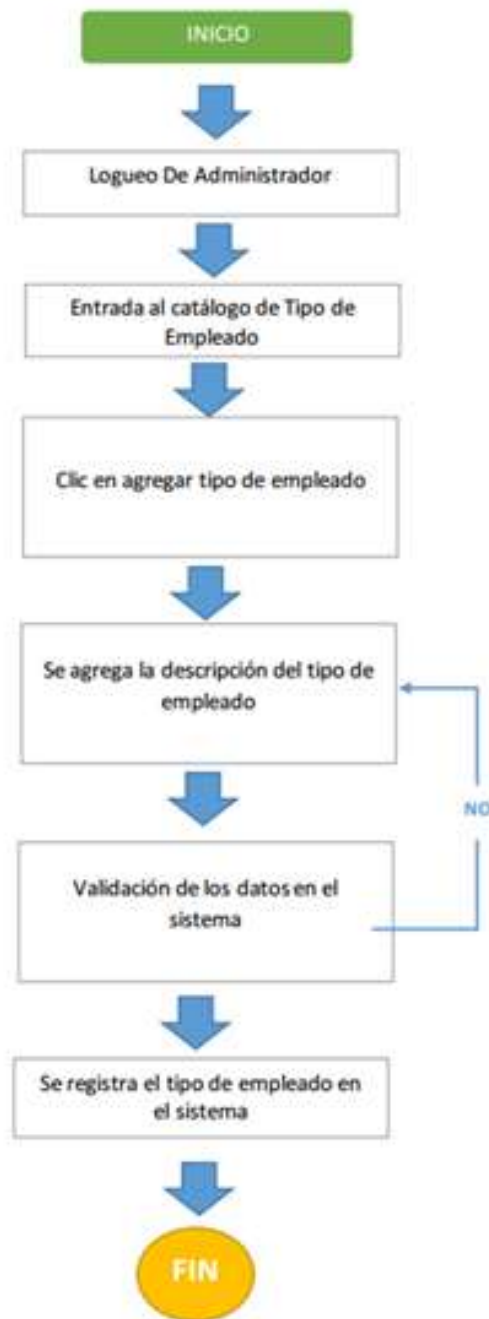 INICIO
Logueo De Administrador
Entrada al catálogo de Tipo de
Empleado
Clic en agregar tipo de empleado
Se agrega la descripción del tipo de
empleado
NO
Validación de los datos en el
sistema
Se registra el tipo de empleado en
el sistema
FIN